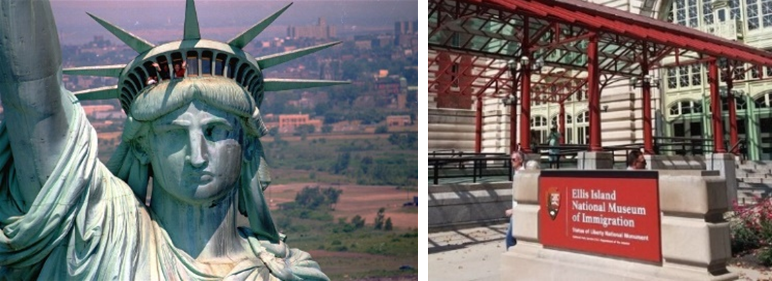 Ellis Island
National Museum
of Immigration
Statue of Liberty National Monument